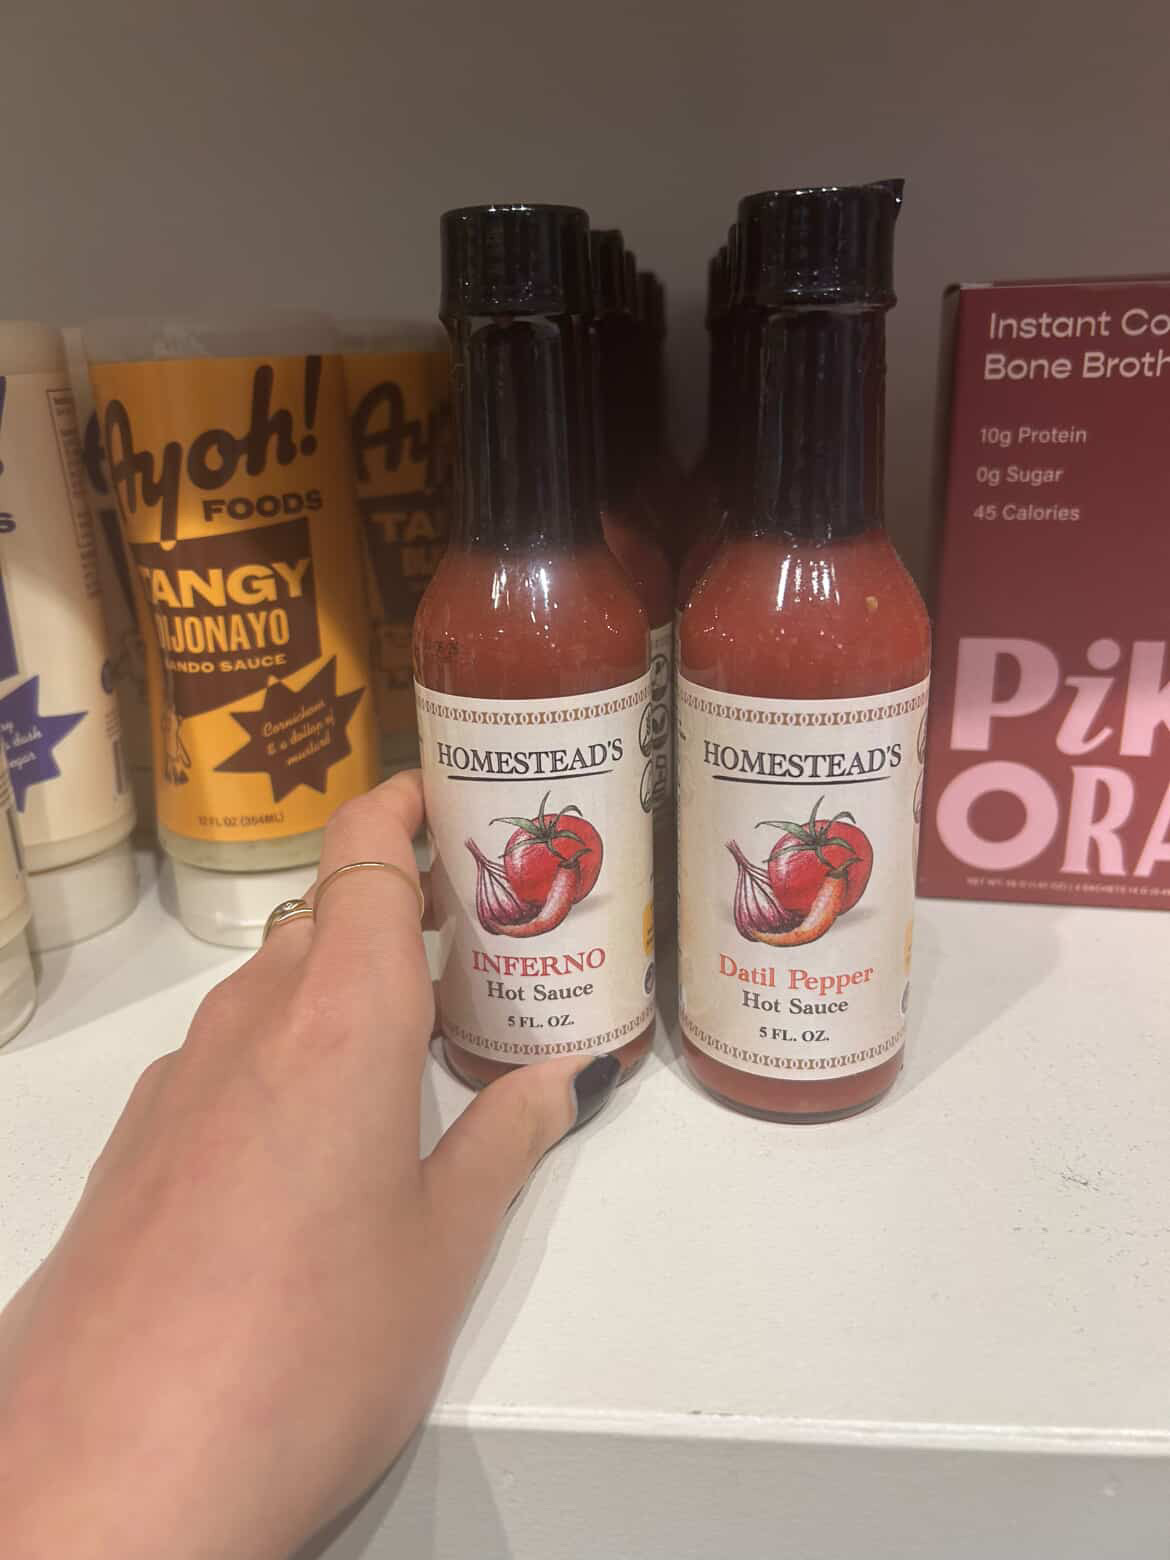 Ayoh!
FOODS
TANGY
DIJONAYO
SANDO SAUCE
Cornichons
& a dollop of
mustard!
12 FL OZ (354ML)
HOMESTEAD'S
INFERNO
Hot Sauce
5 FL. OZ.
HOMESTEAD'S
Datil Pepper
Hot Sauce
5 FL. OZ.
Instant Co
Bone Broth
10g Protein
0g Sugar
45 Calories
PiK
ORA